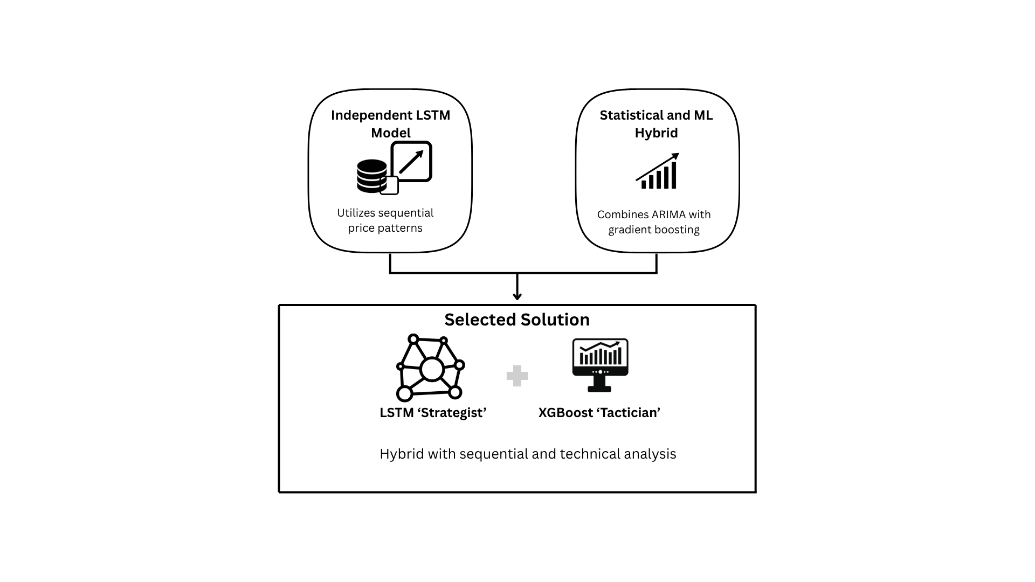 Independent LSTM
Model
Utilizes sequential
price patterns
Statistical and ML
Hybrid
Combines ARIMA with
gradient boosting
Selected Solution
LSTM ‘Strategist’
XGBoost ‘Tactician’
Hybrid with sequential and technical analysis